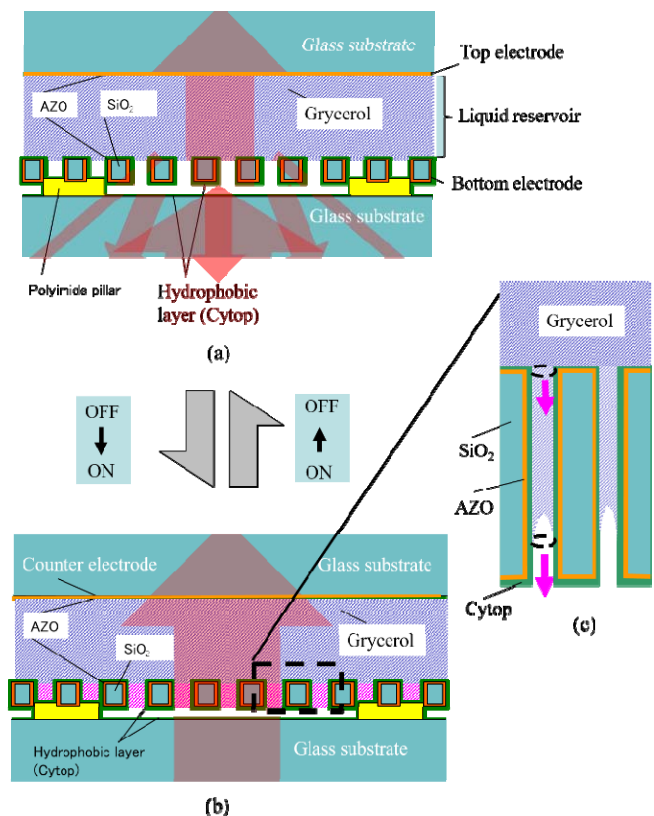 Glass substrate
Top electrode
AZO
SiO₂
Grycerol
Liquid reservoir
Bottom electrode
Glass substrate
Polyimide pillar
Hydrophobic
layer (Cytop)
(a)
OFF
ON
OFF
ON
Grycerol
SiO₂
AZO
Cytop
(c)
Counter electrode
Glass substrate
AZO
SiO₂
Grycerol
Hydrophobic layer
(Cytop)
Glass substrate
(b)